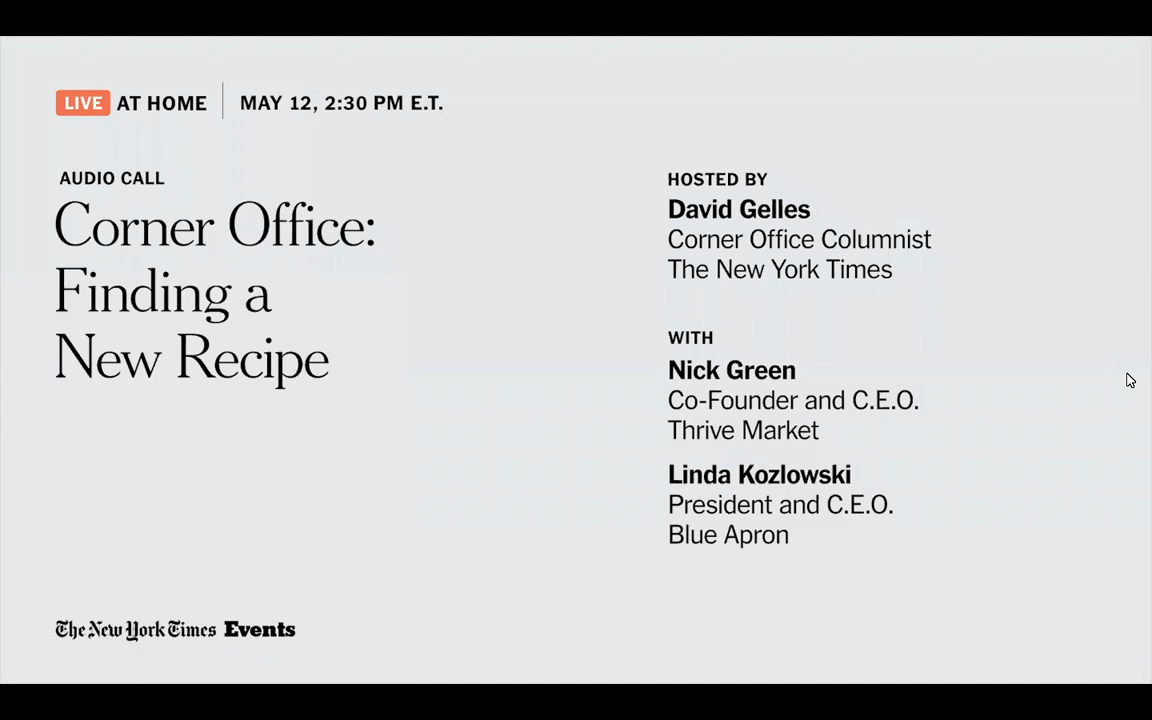 LIVE AT HOME MAY 12, 2:30 PM E.T.
AUDIO CALL
Corner Office:
Finding a
New Recipe
HOSTED BY
David Gelles
Corner Office Columnist
The New York Times
WITH
Nick Green
Co-Founder and C.E.O.
Thrive Market
Linda Kozlowski
President and C.E.O.
Blue Apron
The New York Times Events